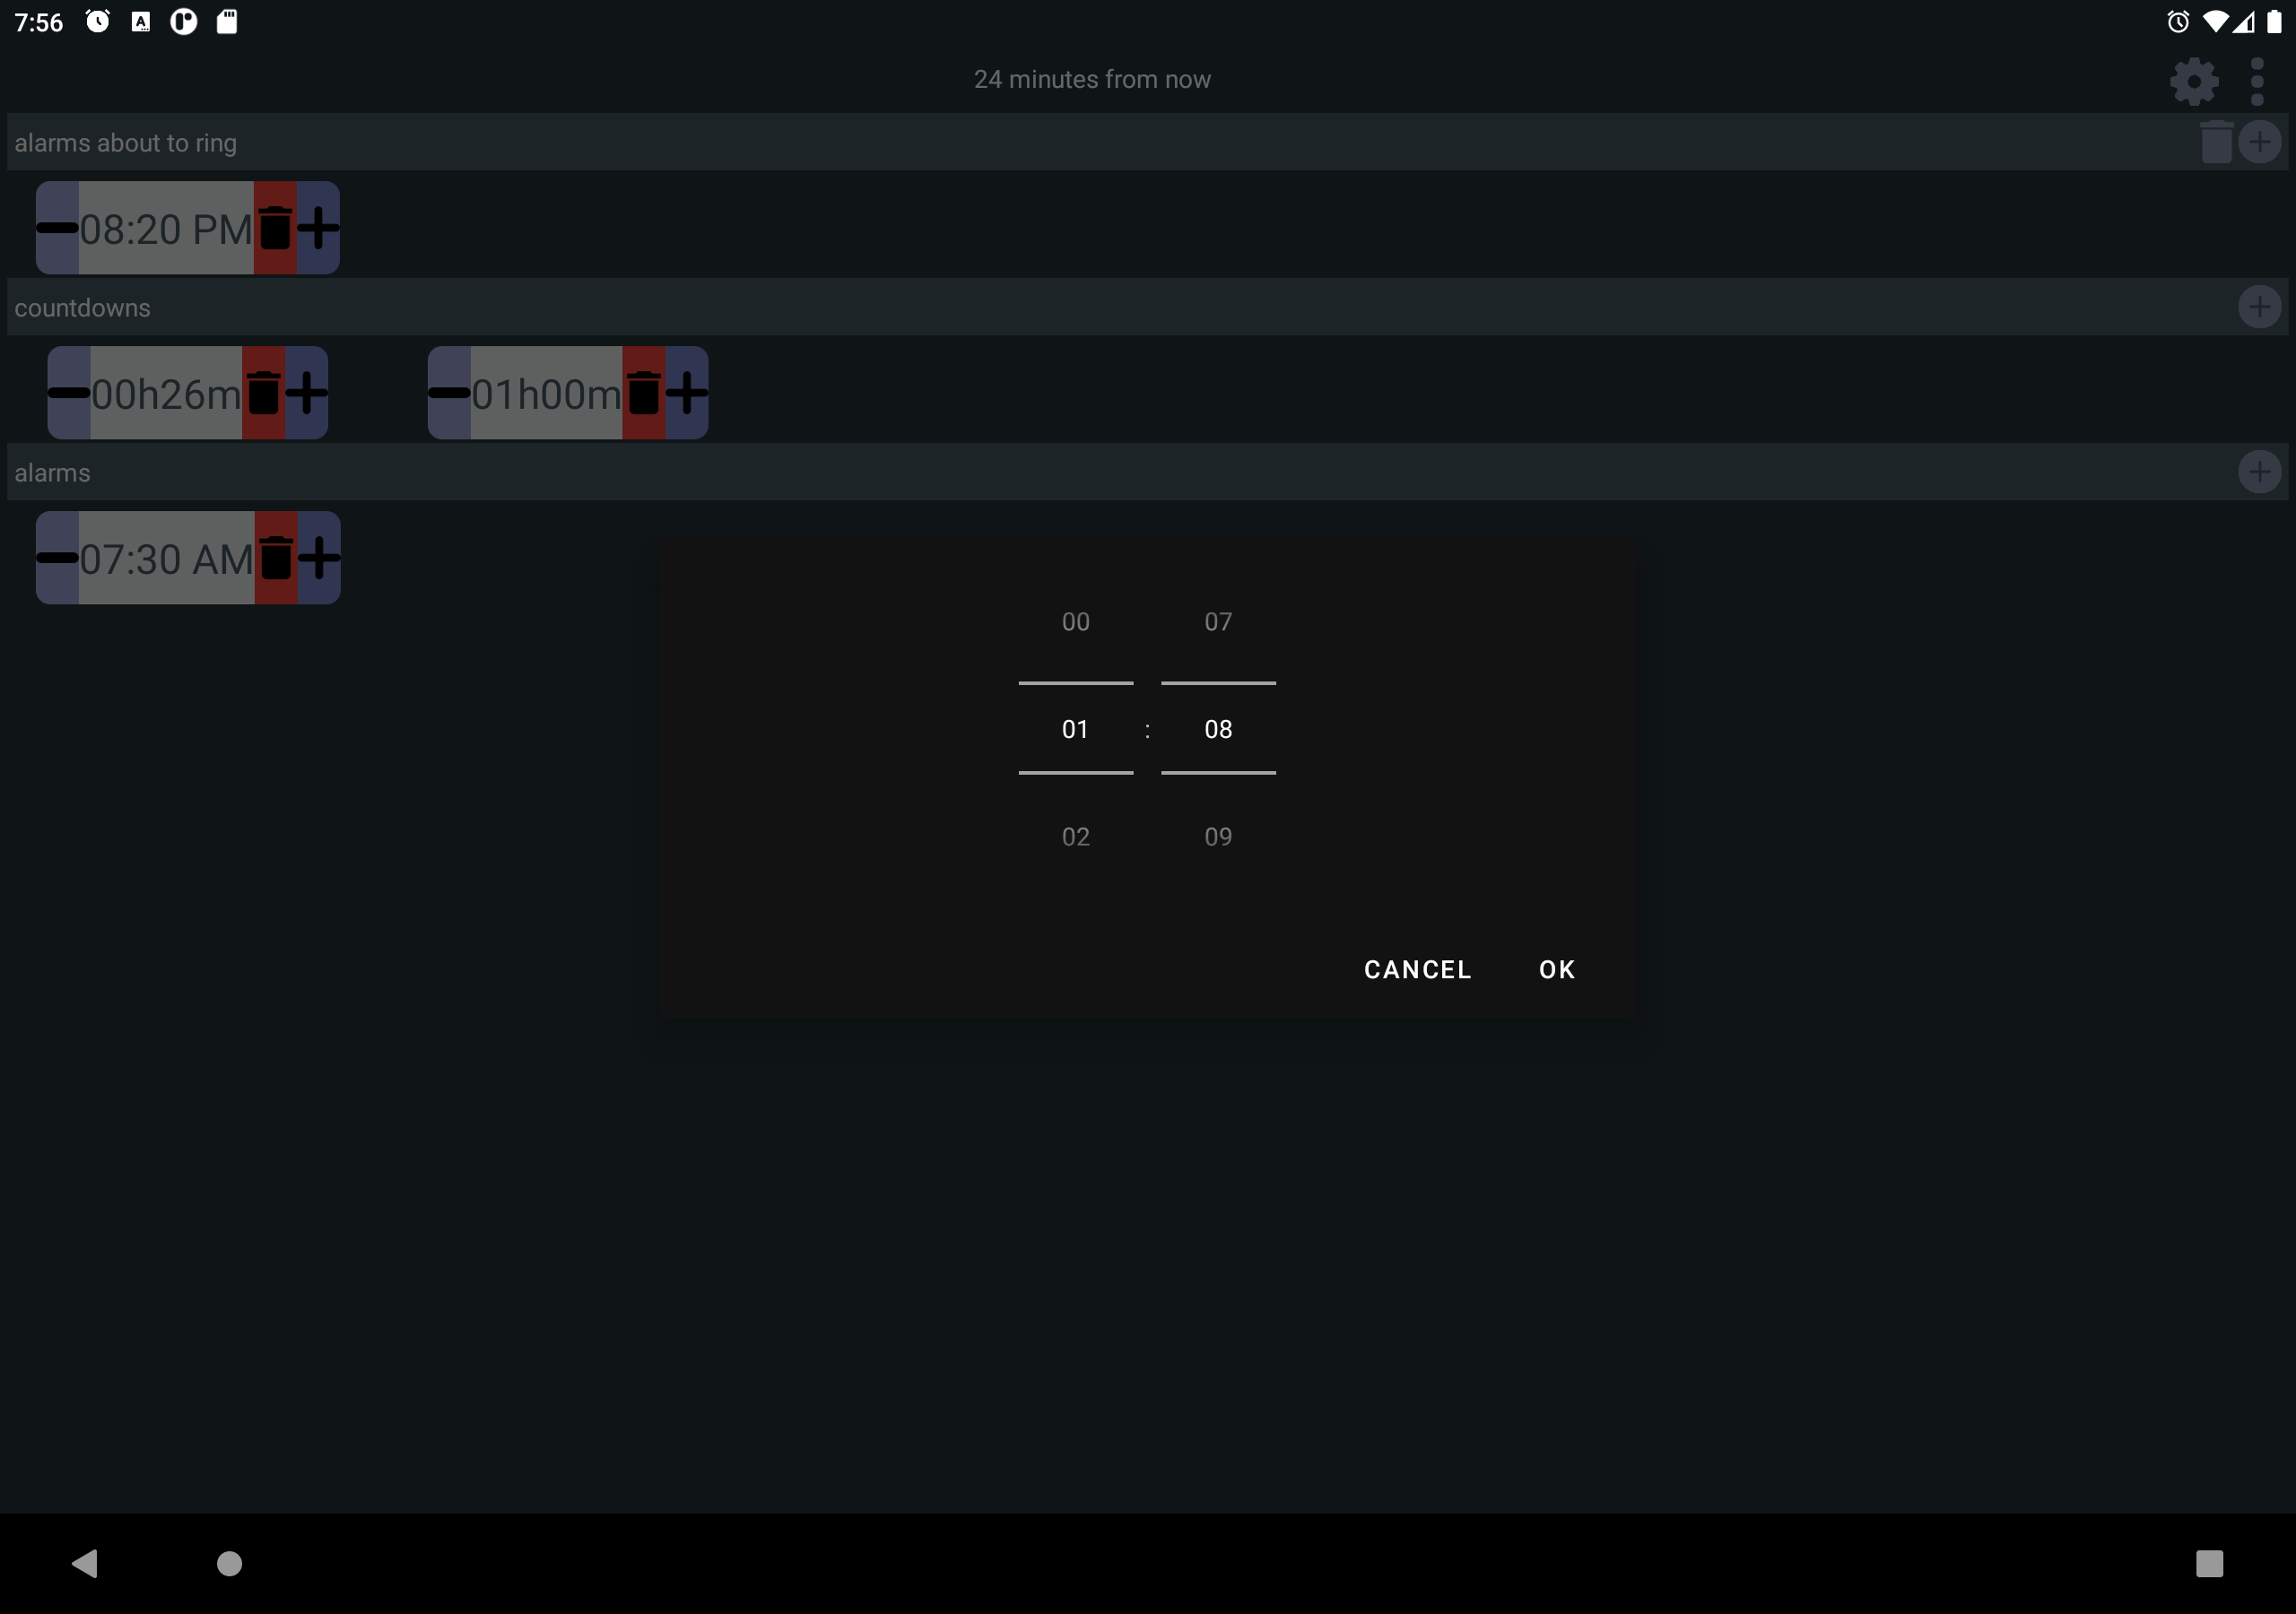 7:56
24 minutes from now
alarms about to ring
08:20 PM
countdowns
00h26m 01h00m
alarms
07:30 AM
00 07
01 : 08
02 09
CANCEL OK